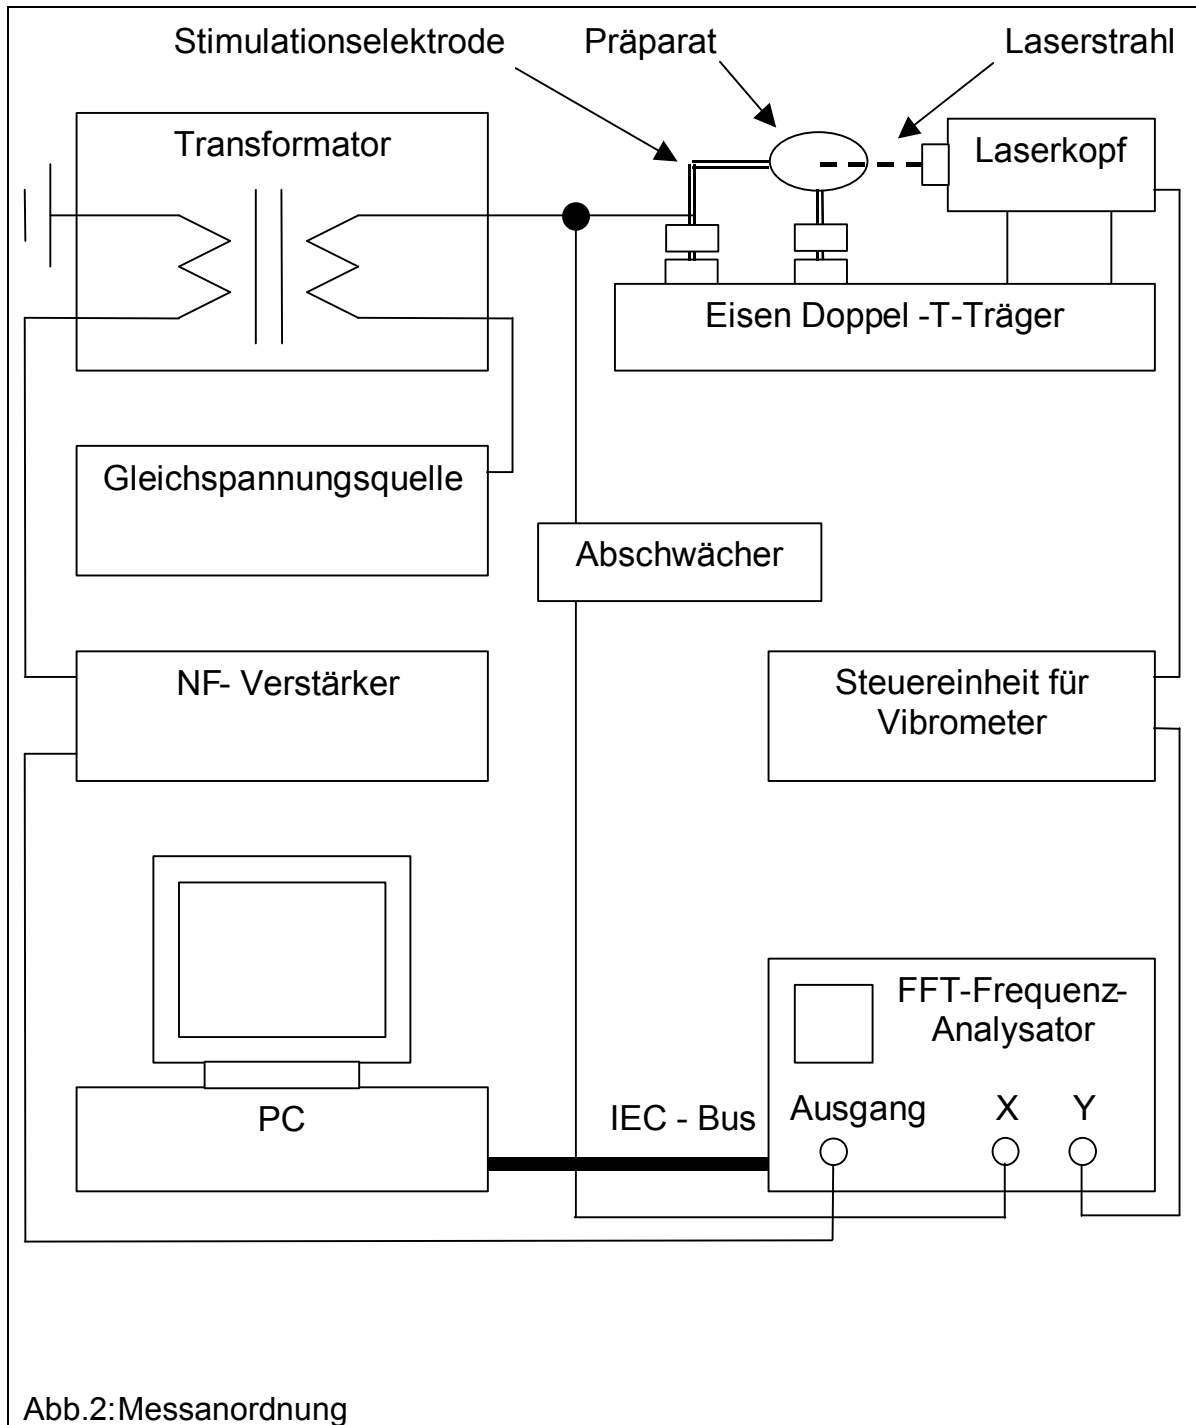 Stimulationselektrode Präparat Laserstrahl
Transformator
Laserkopf
Eisen Doppel -T-Träger
Gleichspannungsquelle
Abschwächer
NF- Verstärker
Steuereinheit für
Vibrometer
FFT-Frequenz-
Analysator
PC
IEC - Bus
Ausgang X Y
Abb.2:Messanordnung